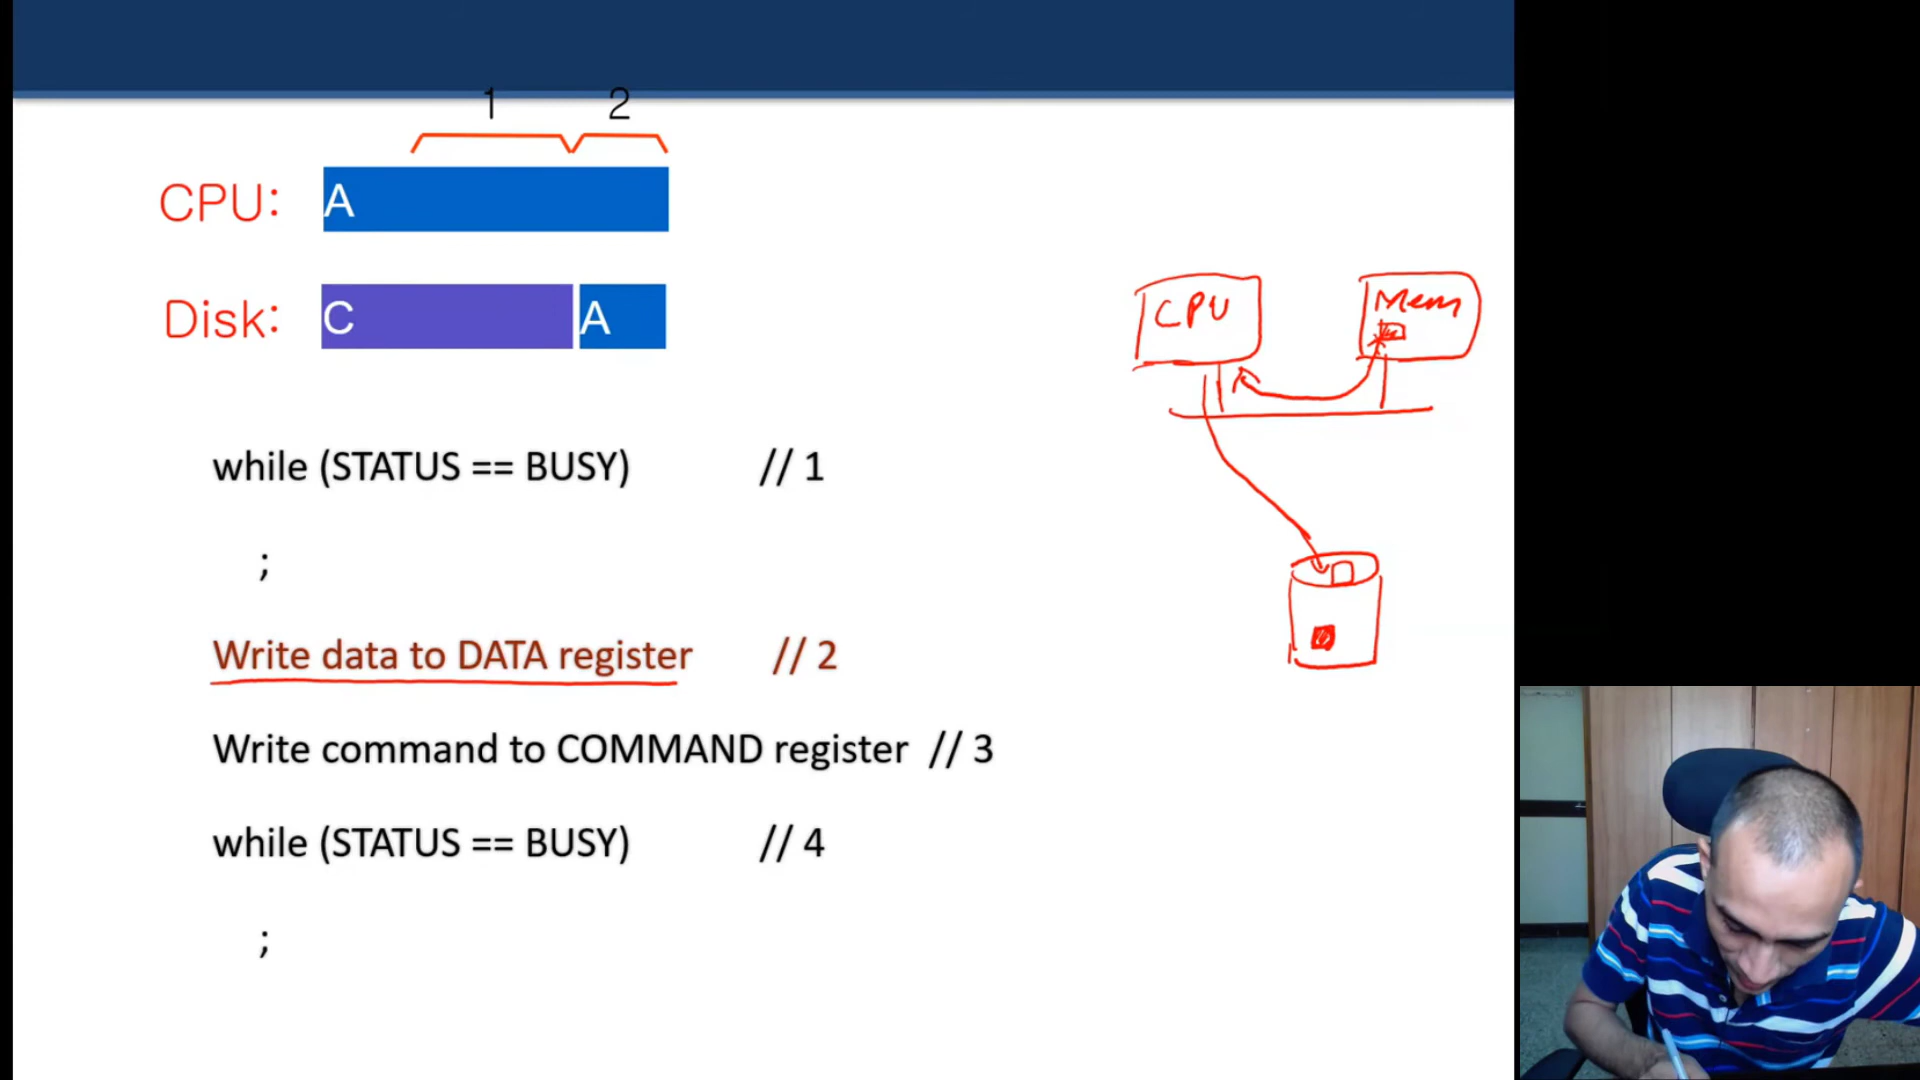 1 2
CPU: A
Disk: C A
CPU Mem
while (STATUS == BUSY) // 1
;
Write data to DATA register // 2
Write command to COMMAND register // 3
while (STATUS == BUSY) // 4
;